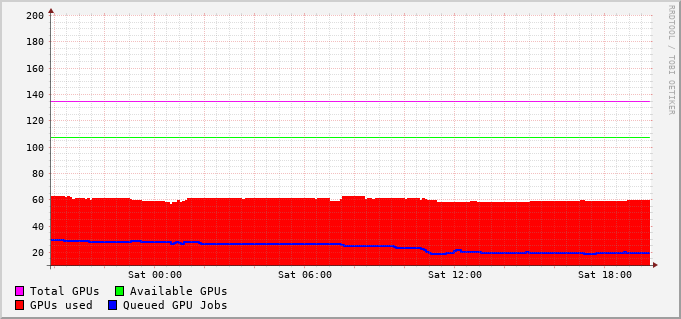 200
180
160
140
120
100
80
60
40
20
Sat 00:00 Sat 06:00 Sat 12:00 Sat 18:00
Total GPUs Available GPUs
GPUs used Queued GPU Jobs
RRDTOOL / TOBI OETIKER